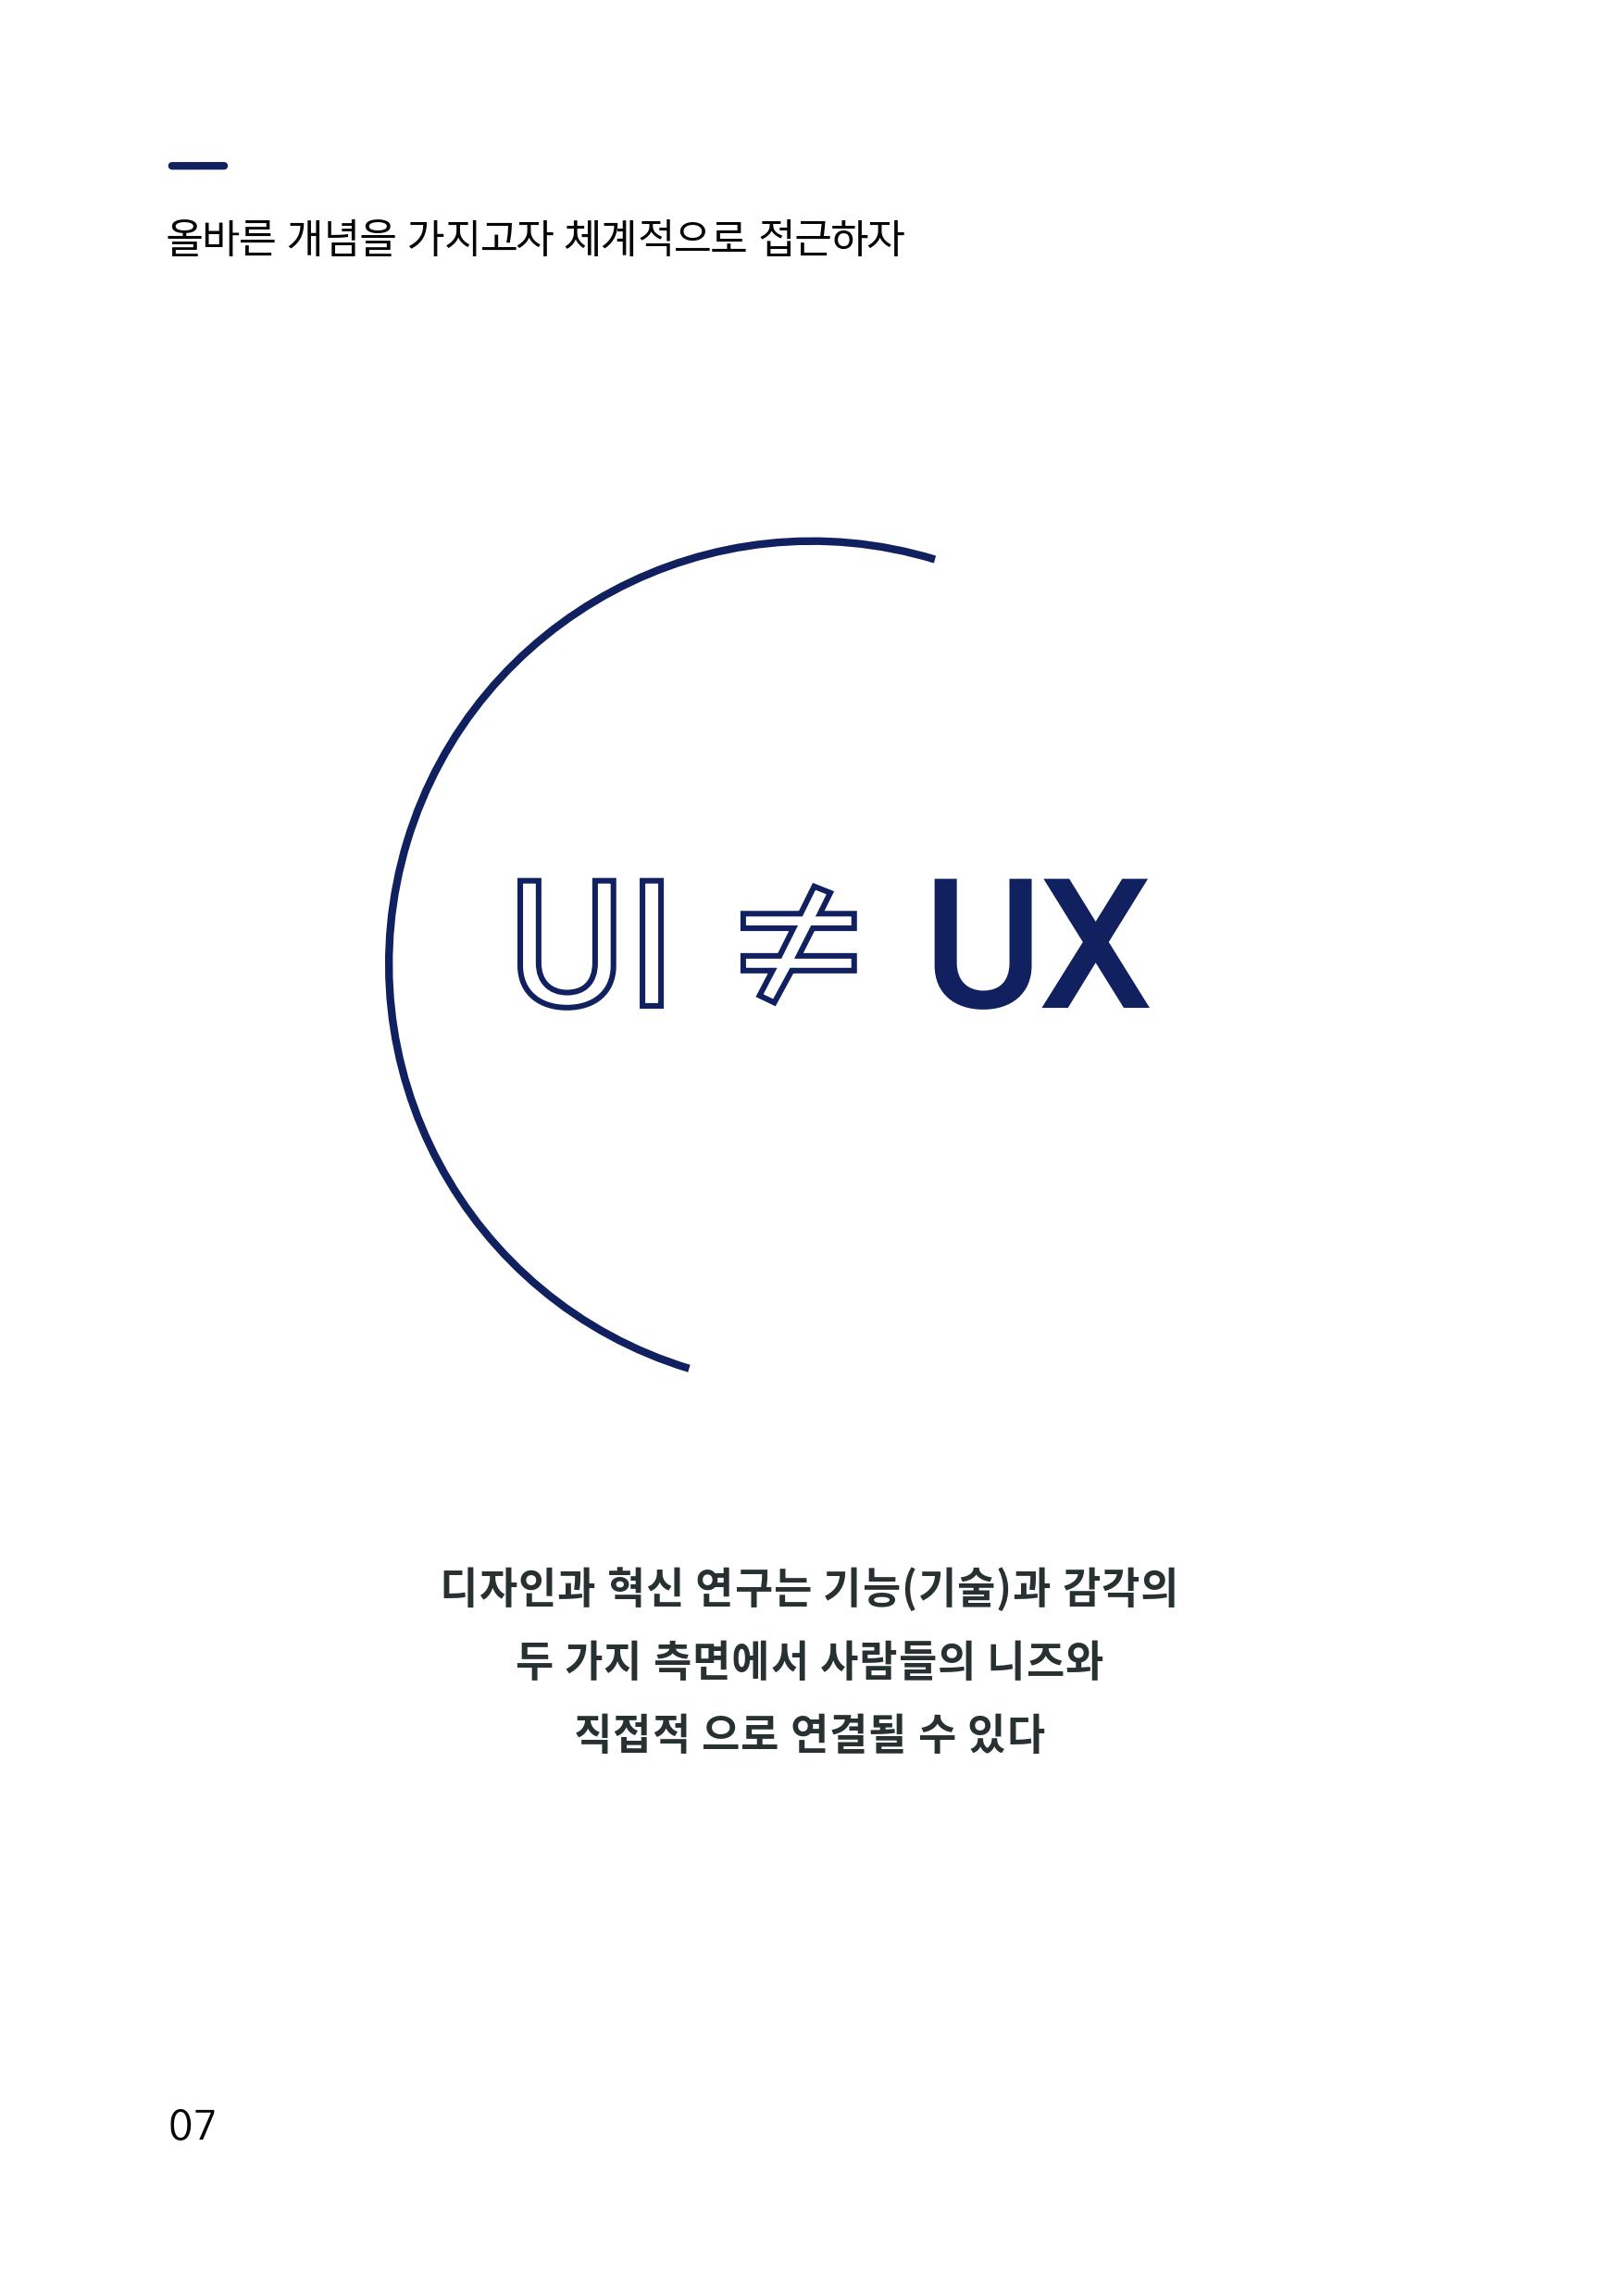 올바른 개념을 가지고자 체계적으로 접근하자
UI ≠ UX
디자인과 혁신 연구는 기능(기술)과 감각의
두 가지 측면에서 사람들의 니즈와
직접적 으로 연결될 수 있다
07